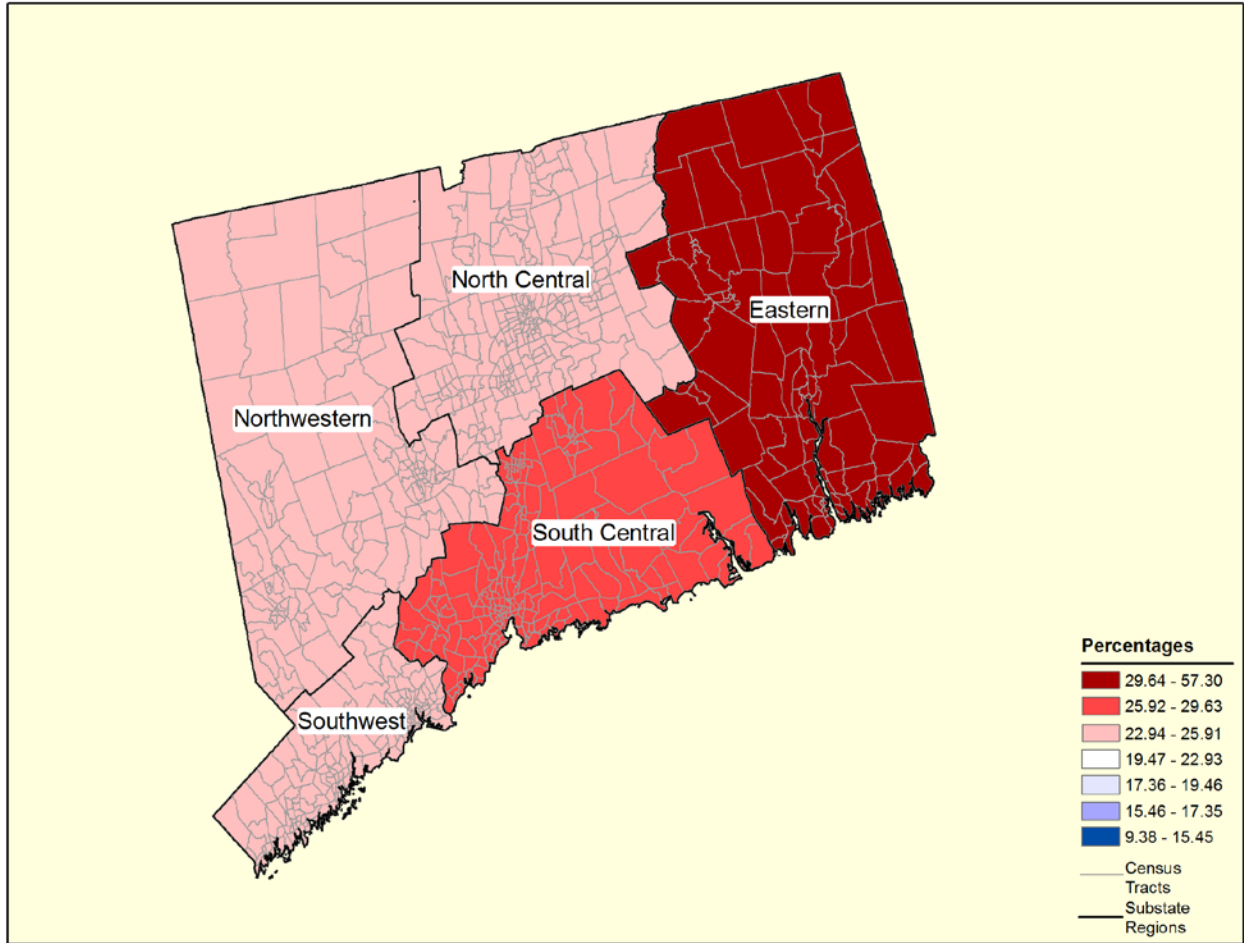 North Central
Eastern
Northwestern
South Central
Southwest
Percentages
29.64 - 57.30
25.92 - 29.63
22.94 - 25.91
19.47 - 22.93
17.36 - 19.46
15.46 - 17.35
9.38 - 15.45
Census
Tracts
Substate
Regions